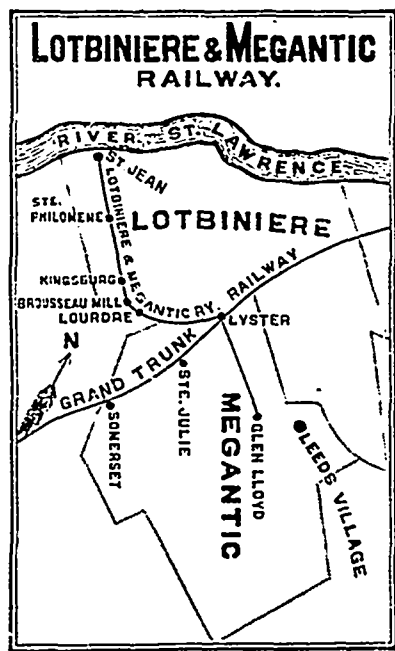 LOTBINIERE & MEGANTIC
RAILWAY.
RIVER ST. LAWRENCE
ST. JEAN
LOTBINIERE & MEGANTIC RY.
STE. PHILOMENE
LOTBINIERE
KINGSBURG
BROUSSEAU MILL
LOURDRE
GRAND TRUNK RAILWAY
LYSTER
N
SOMERSET
STE. JULIE
MEGANTIC
GLEN LLOYD
LEEDS VILLAGE